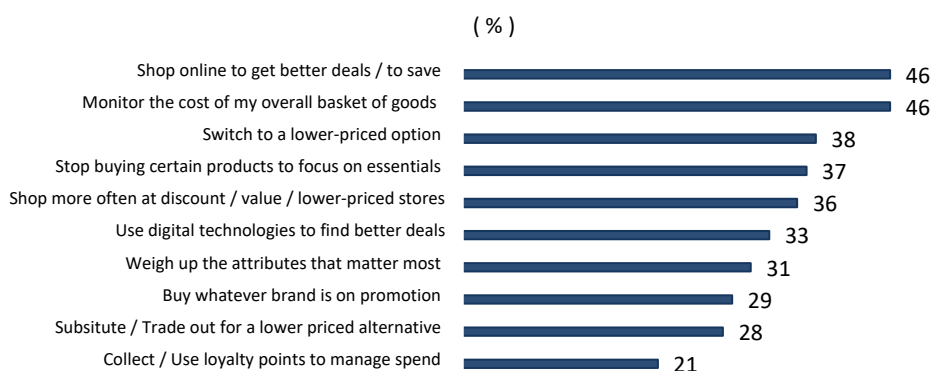 ( % )
Shop online to get better deals / to save 46
Monitor the cost of my overall basket of goods 46
Switch to a lower-priced option 38
Stop buying certain products to focus on essentials 37
Shop more often at discount / value / lower-priced stores 36
Use digital technologies to find better deals 33
Weigh up the attributes that matter most 31
Buy whatever brand is on promotion 29
Subsitute / Trade out for a lower priced alternative 28
Collect / Use loyalty points to manage spend 21